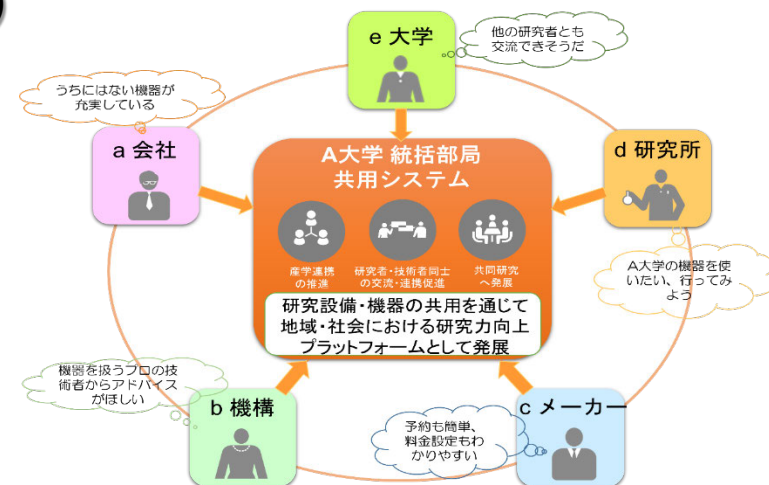 e 大学
他の研究者とも
交流できそうだ
うちにはない機器が
充実している
a 会社
d 研究所
A大学 統括部局
共用システム
産学連携
の推進
研究者・技術者同士
の交流・連携促進
共同研究
へ発展
A大学の機器を使
いたい、行ってみ
よう
研究設備・機器の共用を通じて
地域・社会における研究力向上
プラットフォームとして発展
機器を扱うプロの技
術者からアドバイス
がほしい
b 機構
予約も簡単、
料金設定もわ
かりやすい
c メーカー